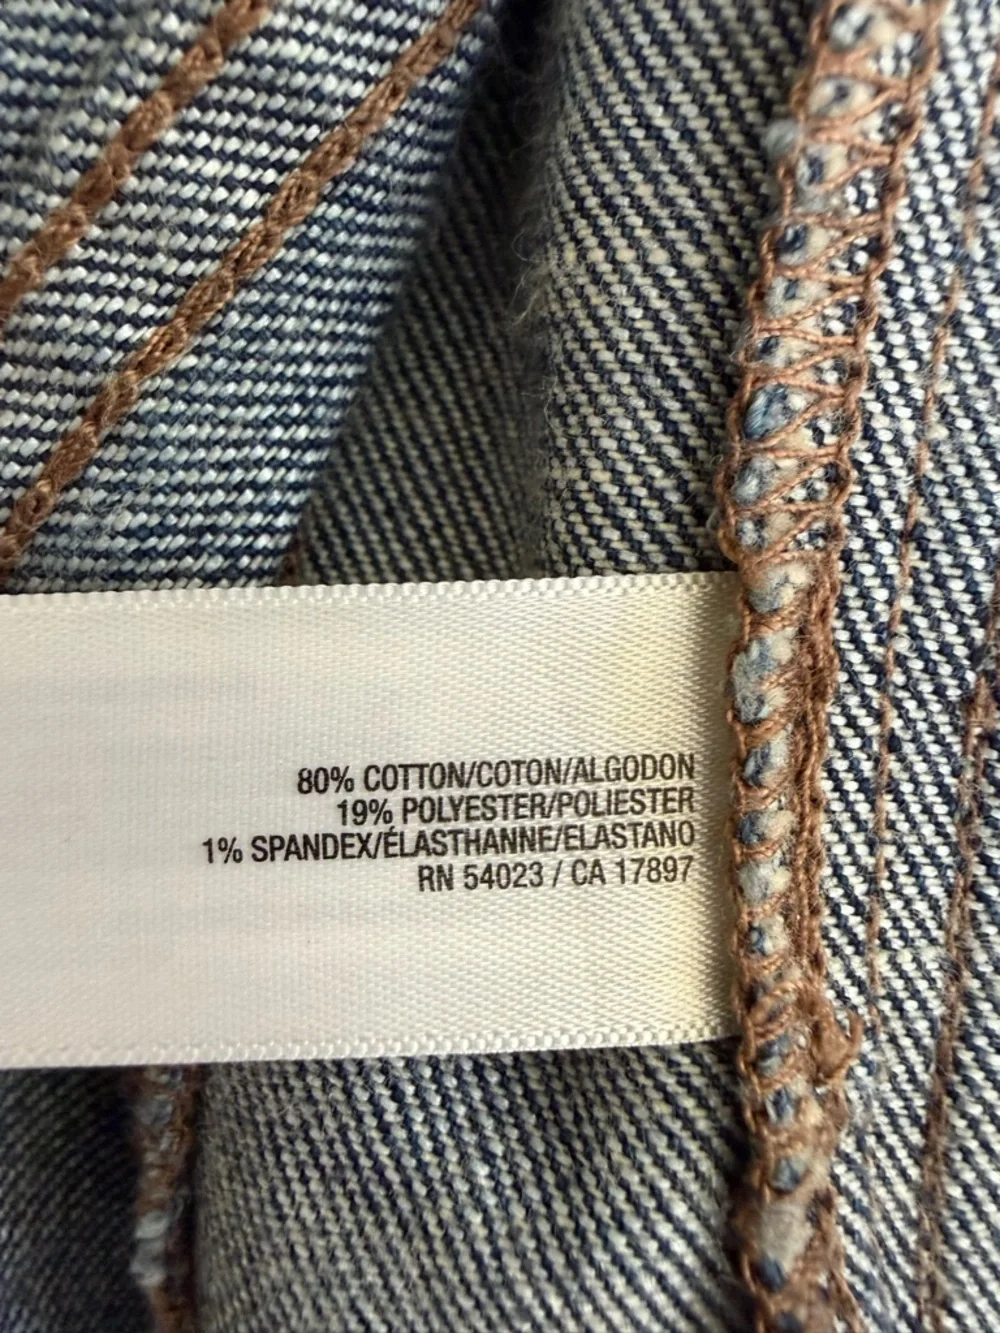 80% COTTON/COTON/ALGODON
19% POLYESTER/POLIESTER
1% SPANDEX/ÉLASTHANNE/ELASTANO
RN 54023 / CA 17897